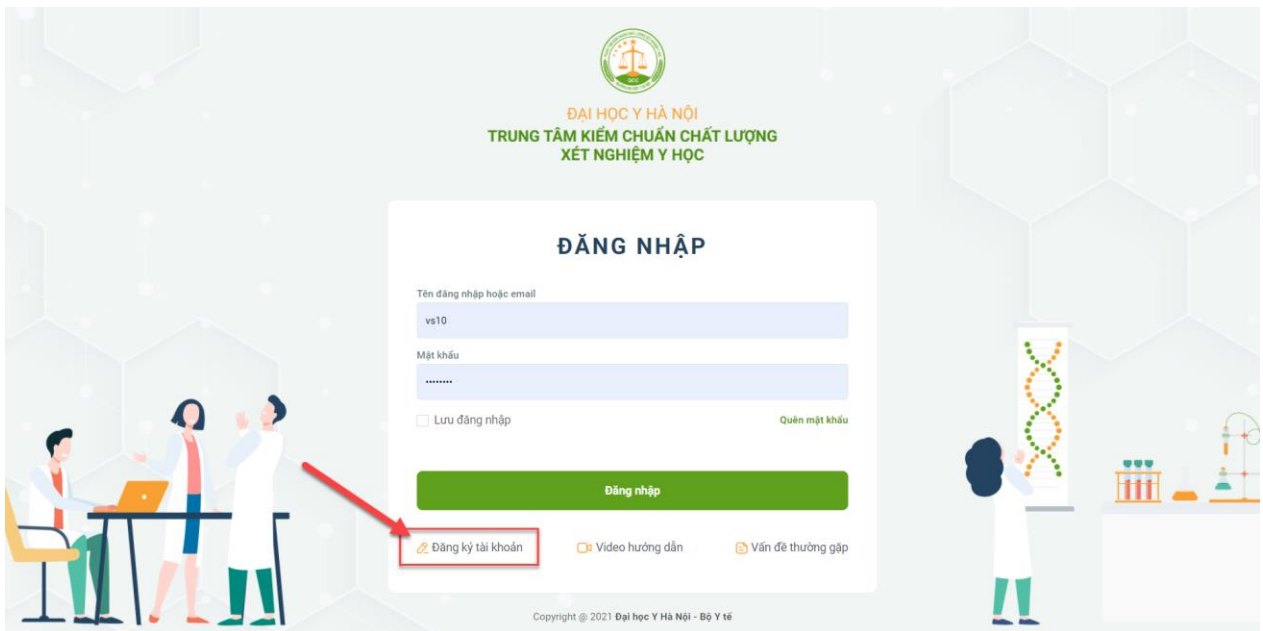 QCC
ĐẠI HỌC Y HÀ NỘI
TRUNG TÂM KIỂM CHUẨN CHẤT LƯỢNG
XÉT NGHIỆM Y HỌC
ĐĂNG NHẬP
Tên đăng nhập hoặc email
vs10
Mật khẩu
••••••••
Lưu đăng nhập
Quên mật khẩu
Đăng nhập
Đăng ký tài khoản
Video hướng dẫn
Vấn đề thường gặp
Copyright @ 2021 Đại học Y Hà Nội - Bộ Y tế